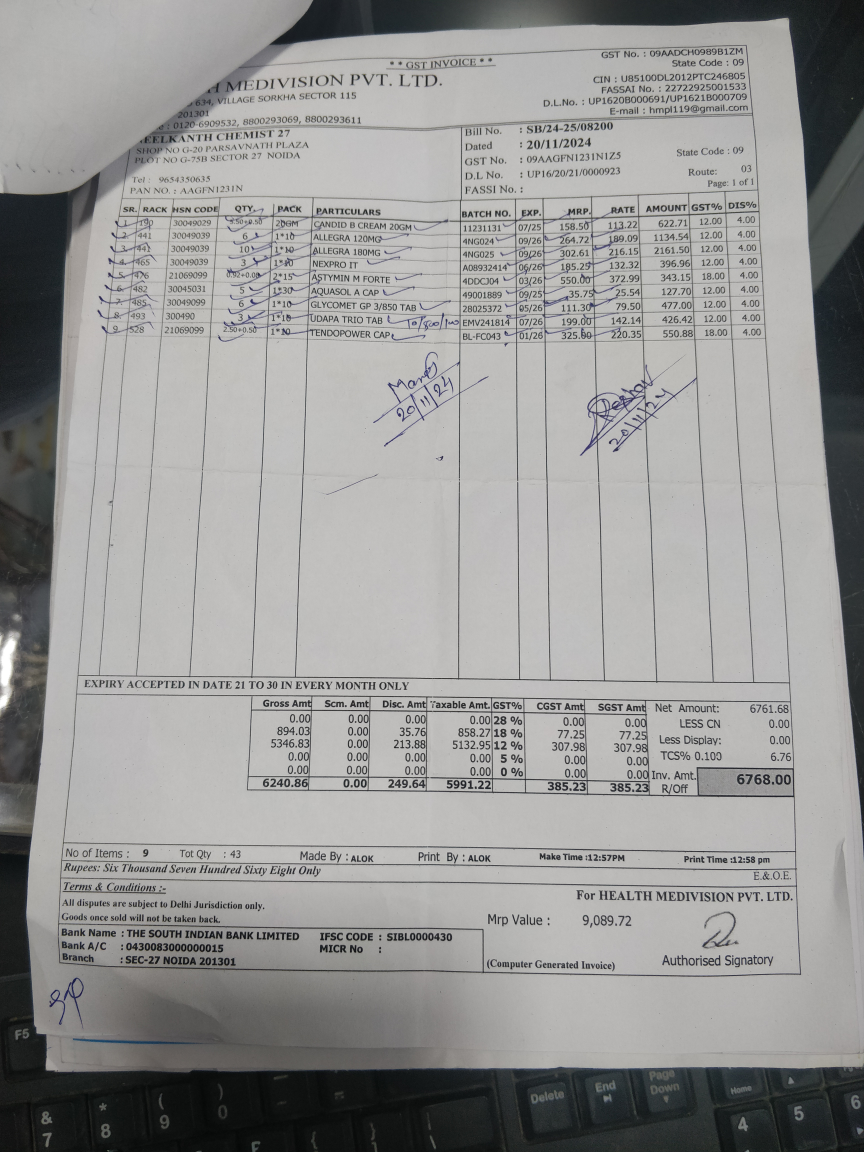 ** GST INVOICE **
GST No. : 09AADCH0989B1ZM
State Code : 09
H MEDIVISION PVT. LTD.
CIN : U85100DL2012PTC246805
634, VILLAGE SORKHA SECTOR 115
FASSAI No. : 22722925001533
201301
D.L.No. : UP1620B000691/UP1621B000709
: 0120-6909532, 8800293069, 8800293611
E-mail : hmpl119@gmail.com
EELKANTH CHEMIST 27
SHOP NO G-20 PARSAVNATH PLAZA
PLOT NO G-75B SECTOR 27 NOIDA
Tel : 9654350635
PAN NO. : AAGFN1231N
Bill No. : SB/24-25/08200
Dated : 20/11/2024
GST No. : 09AAGFN1231N1Z5 State Code : 09
D.L No. : UP16/20/21/0000923 Route: 03
FASSI No. : Page: 1 of 1
SR. RACK HSN CODE QTY. PACK PARTICULARS BATCH NO. EXP. MRP. RATE AMOUNT GST% DIS%
1. 190 30049029 5.50+0.50 20GM CANDID B CREAM 20GM 11231131 07/25 158.50 113.22 622.71 12.00 4.00
2. 441 30049039 6 1*10 ALLEGRA 120MG 4NG024 09/26 264.72 189.09 1134.54 12.00 4.00
3. 441 30049039 10 1*10 ALLEGRA 180MG 4NG025 09/26 302.61 216.15 2161.50 12.00 4.00
4. 465 30049039 3 1*10 NEXPRO IT A08932414 06/26 185.25 132.32 396.96 12.00 4.00
5. 476 21069099 2*15 ASTYMIN M FORTE 4DDCJ04 03/26 550.00 372.99 343.15 18.00 4.00
6. 482 30045031 5 1*30 AQUASOL A CAP 49001889 09/25 35.75 25.54 127.70 12.00 4.00
7. 485 30049099 6 1*10 GLYCOMET GP 3/850 TAB 28025372 05/26 111.30 79.50 477.00 12.00 4.00
8. 493 300490 3 1*10 UDAPA TRIO TAB EMV241814 07/26 199.00 142.14 426.42 12.00 4.00
9. 528 21069099 2.50+0.50 1*10 TENDOPOWER CAP BL-FC043 01/26 325.00 220.35 550.88 18.00 4.00
20/11/24
20/11/24
EXPIRY ACCEPTED IN DATE 21 TO 30 IN EVERY MONTH ONLY
Gross Amt Scm. Amt Disc. Amt Taxable Amt. GST% CGST Amt SGST Amt
0.00 0.00 0.00 0.00 28 % 0.00 0.00
894.03 0.00 35.76 858.27 18 % 77.25 77.25
5346.83 0.00 213.88 5132.95 12 % 307.98 307.98
0.00 0.00 0.00 0.00 5 % 0.00 0.00
0.00 0.00 0.00 0.00 0 % 0.00 0.00
6240.86 0.00 249.64 5991.22 385.23 385.23
Net Amount: 6761.68
LESS CN 0.00
Less Display: 0.00
TCS% 0.100 6.76
Inv. Amt. 6768.00
R/Off
No of Items : 9 Tot Qty : 43 Made By : ALOK Print By : ALOK Make Time :12:57PM Print Time :12:58 pm
Rupees: Six Thousand Seven Hundred Sixty Eight Only
E.&O.E.
Terms & Conditions :-
All disputes are subject to Delhi Jurisdiction only.
Goods once sold will not be taken back.
For HEALTH MEDIVISION PVT. LTD.
Mrp Value : 9,089.72
Bank Name : THE SOUTH INDIAN BANK LIMITED IFSC CODE : SIBL0000430
Bank A/C : 0430083000000015 MICR No :
Branch : SEC-27 NOIDA 201301
(Computer Generated Invoice)
Authorised Signatory
F5
&
7
*
8
(
9
)
0
Delete
End
Page
Down
Home
4
5
6